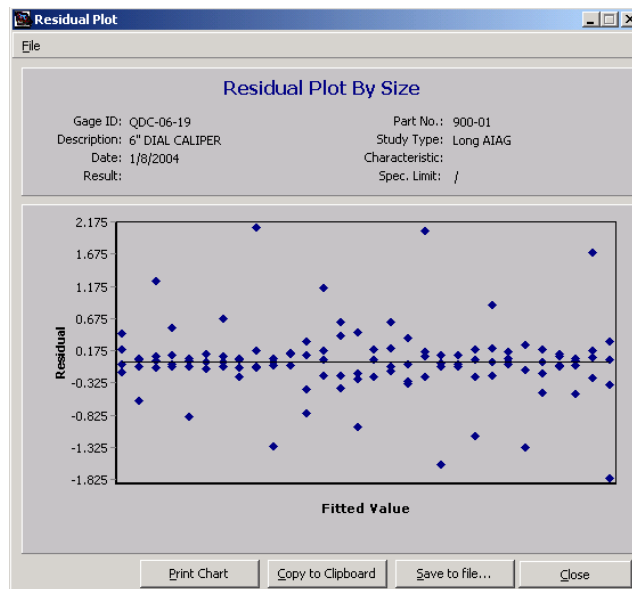 Residual Plot
File
Residual Plot By Size
Gage ID: QDC-06-19
Part No.: 900-01
Description: 6" DIAL CALIPER
Study Type: Long AIAG
Date: 1/8/2004
Characteristic:
Result:
Spec. Limit: /
2.175
1.675
1.175
0.675
0.175
-0.325
-0.825
-1.325
-1.825
Residual
Fitted Value
Print Chart
Copy to Clipboard
Save to file...
Close